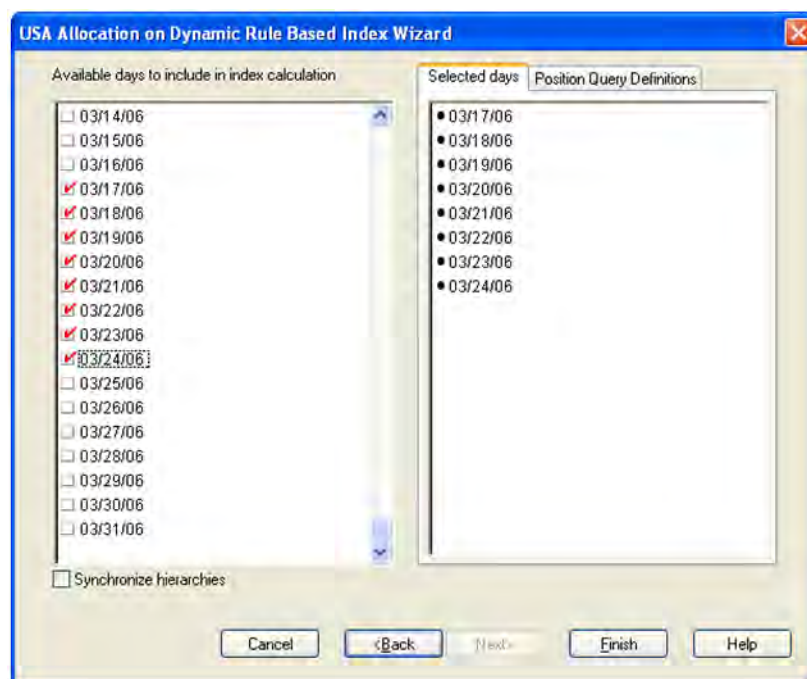 USA Allocation on Dynamic Rule Based Index Wizard
Available days to include in index calculation
03/14/06
03/15/06
03/16/06
03/17/06
03/18/06
03/19/06
03/20/06
03/21/06
03/22/06
03/23/06
03/24/06
03/25/06
03/26/06
03/27/06
03/28/06
03/29/06
03/30/06
03/31/06
Synchronize hierarchies
Selected days
Position Query Definitions
03/17/06
03/18/06
03/19/06
03/20/06
03/21/06
03/22/06
03/23/06
03/24/06
Cancel
<Back
Next>
Finish
Help